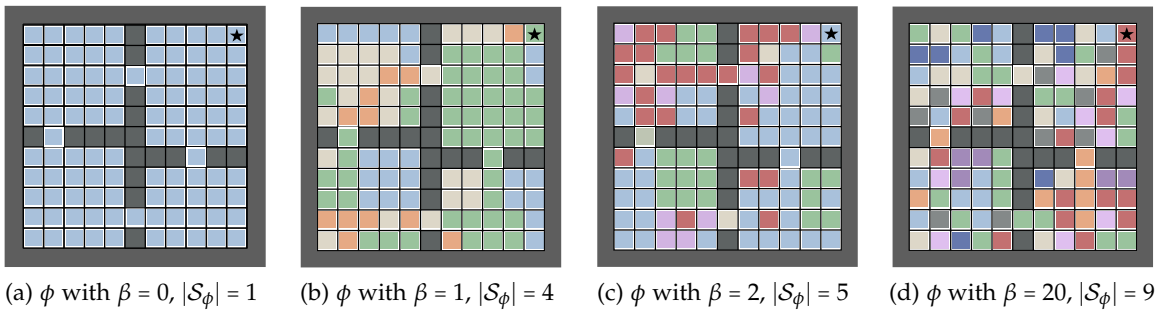 (a) ϕ with β = 0, |𝒮ϕ| = 1
(b) ϕ with β = 1, |𝒮ϕ| = 4
(c) ϕ with β = 2, |𝒮ϕ| = 5
(d) ϕ with β = 20, |𝒮ϕ| = 9